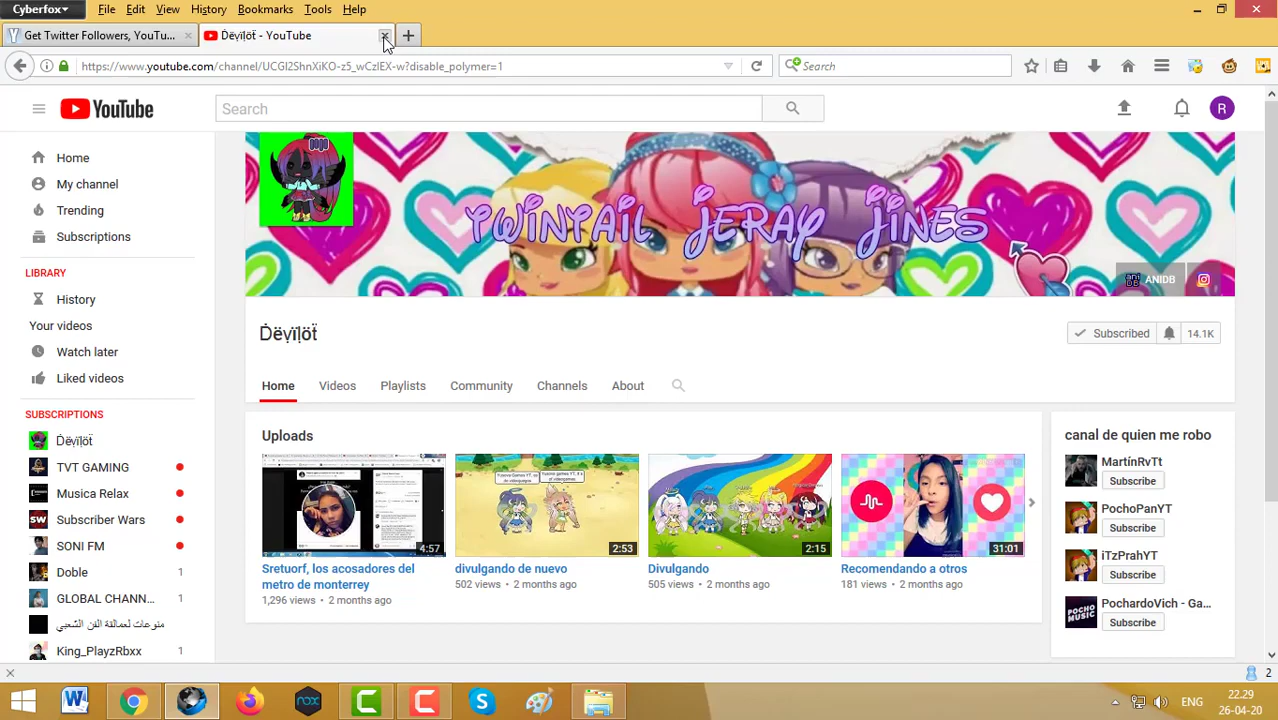 Cyberfox
File Edit View History Bookmarks Tools Help
Get Twitter Followers, YouTu...
Ḋëṿïḷöẗ - YouTube
https://www.youtube.com/channel/UCGI2ShnXiKO-z5_wCzlEX-w?disable_polymer=1
Search
YouTube
Search
R
Home
My channel
Trending
Subscriptions
LIBRARY
History
Your videos
Watch later
Liked videos
SUBSCRIPTIONS
Ḋëṿïḷöẗ
TVT GAMING
Musica Relax
Subscriber Wars
SONI FM
Doble 1
GLOBAL CHANN... 1
منوعات لعمالقة الفن الشعبي
King_PlayzRbxx 1
TWINTAIL JERAY JINES
ANIDB
Ḋëṿïḷöẗ
Subscribed 14.1K
Home Videos Playlists Community Channels About
Uploads
4:57
Sretuorf, los acosadores del
metro de monterrey
1,296 views • 2 months ago
2:53
divulgando de nuevo
502 views • 2 months ago
2:15
Divulgando
505 views • 2 months ago
31:01
Recomendando a otros
181 views • 2 months ago
canal de quien me robo
MartínRvTt
Subscribe
PochoPanYT
Subscribe
iTzPrahYT
Subscribe
POCHO
MUSIC
PochardoVich - Ga...
Subscribe
2
nox
ENG
22.29
26-04-20